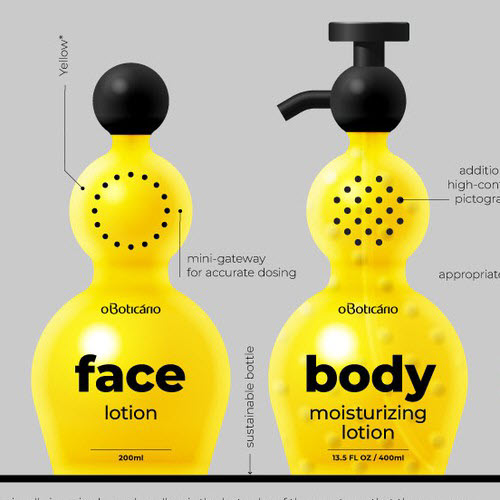 Yellow*
additio
high-con
pictogra
mini-gateway
for accurate dosing
appropriate
oBoticário
face
lotion
200ml
sustainable bottle
oBoticário
body
moisturizing
lotion
13.5 FL OZ / 400ml